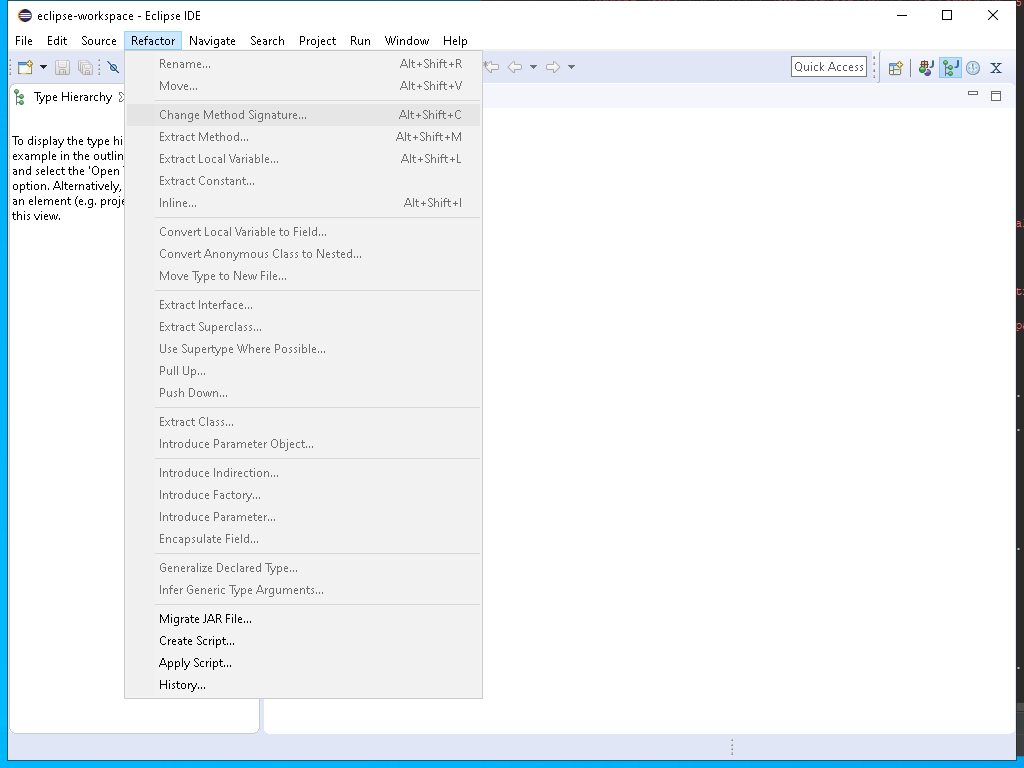 eclipse-workspace - Eclipse IDE
File Edit Source Refactor Navigate Search Project Run Window Help
Quick Access
Type Hierarchy
To display the type hi
example in the outlin
and select the 'Open
option. Alternatively,
an element (e.g. proje
this view.
Rename... Alt+Shift+R
Move... Alt+Shift+V
Change Method Signature... Alt+Shift+C
Extract Method... Alt+Shift+M
Extract Local Variable... Alt+Shift+L
Extract Constant...
Inline... Alt+Shift+I
Convert Local Variable to Field...
Convert Anonymous Class to Nested...
Move Type to New File...
Extract Interface...
Extract Superclass...
Use Supertype Where Possible...
Pull Up...
Push Down...
Extract Class...
Introduce Parameter Object...
Introduce Indirection...
Introduce Factory...
Introduce Parameter...
Encapsulate Field...
Generalize Declared Type...
Infer Generic Type Arguments...
Migrate JAR File...
Create Script...
Apply Script...
History...